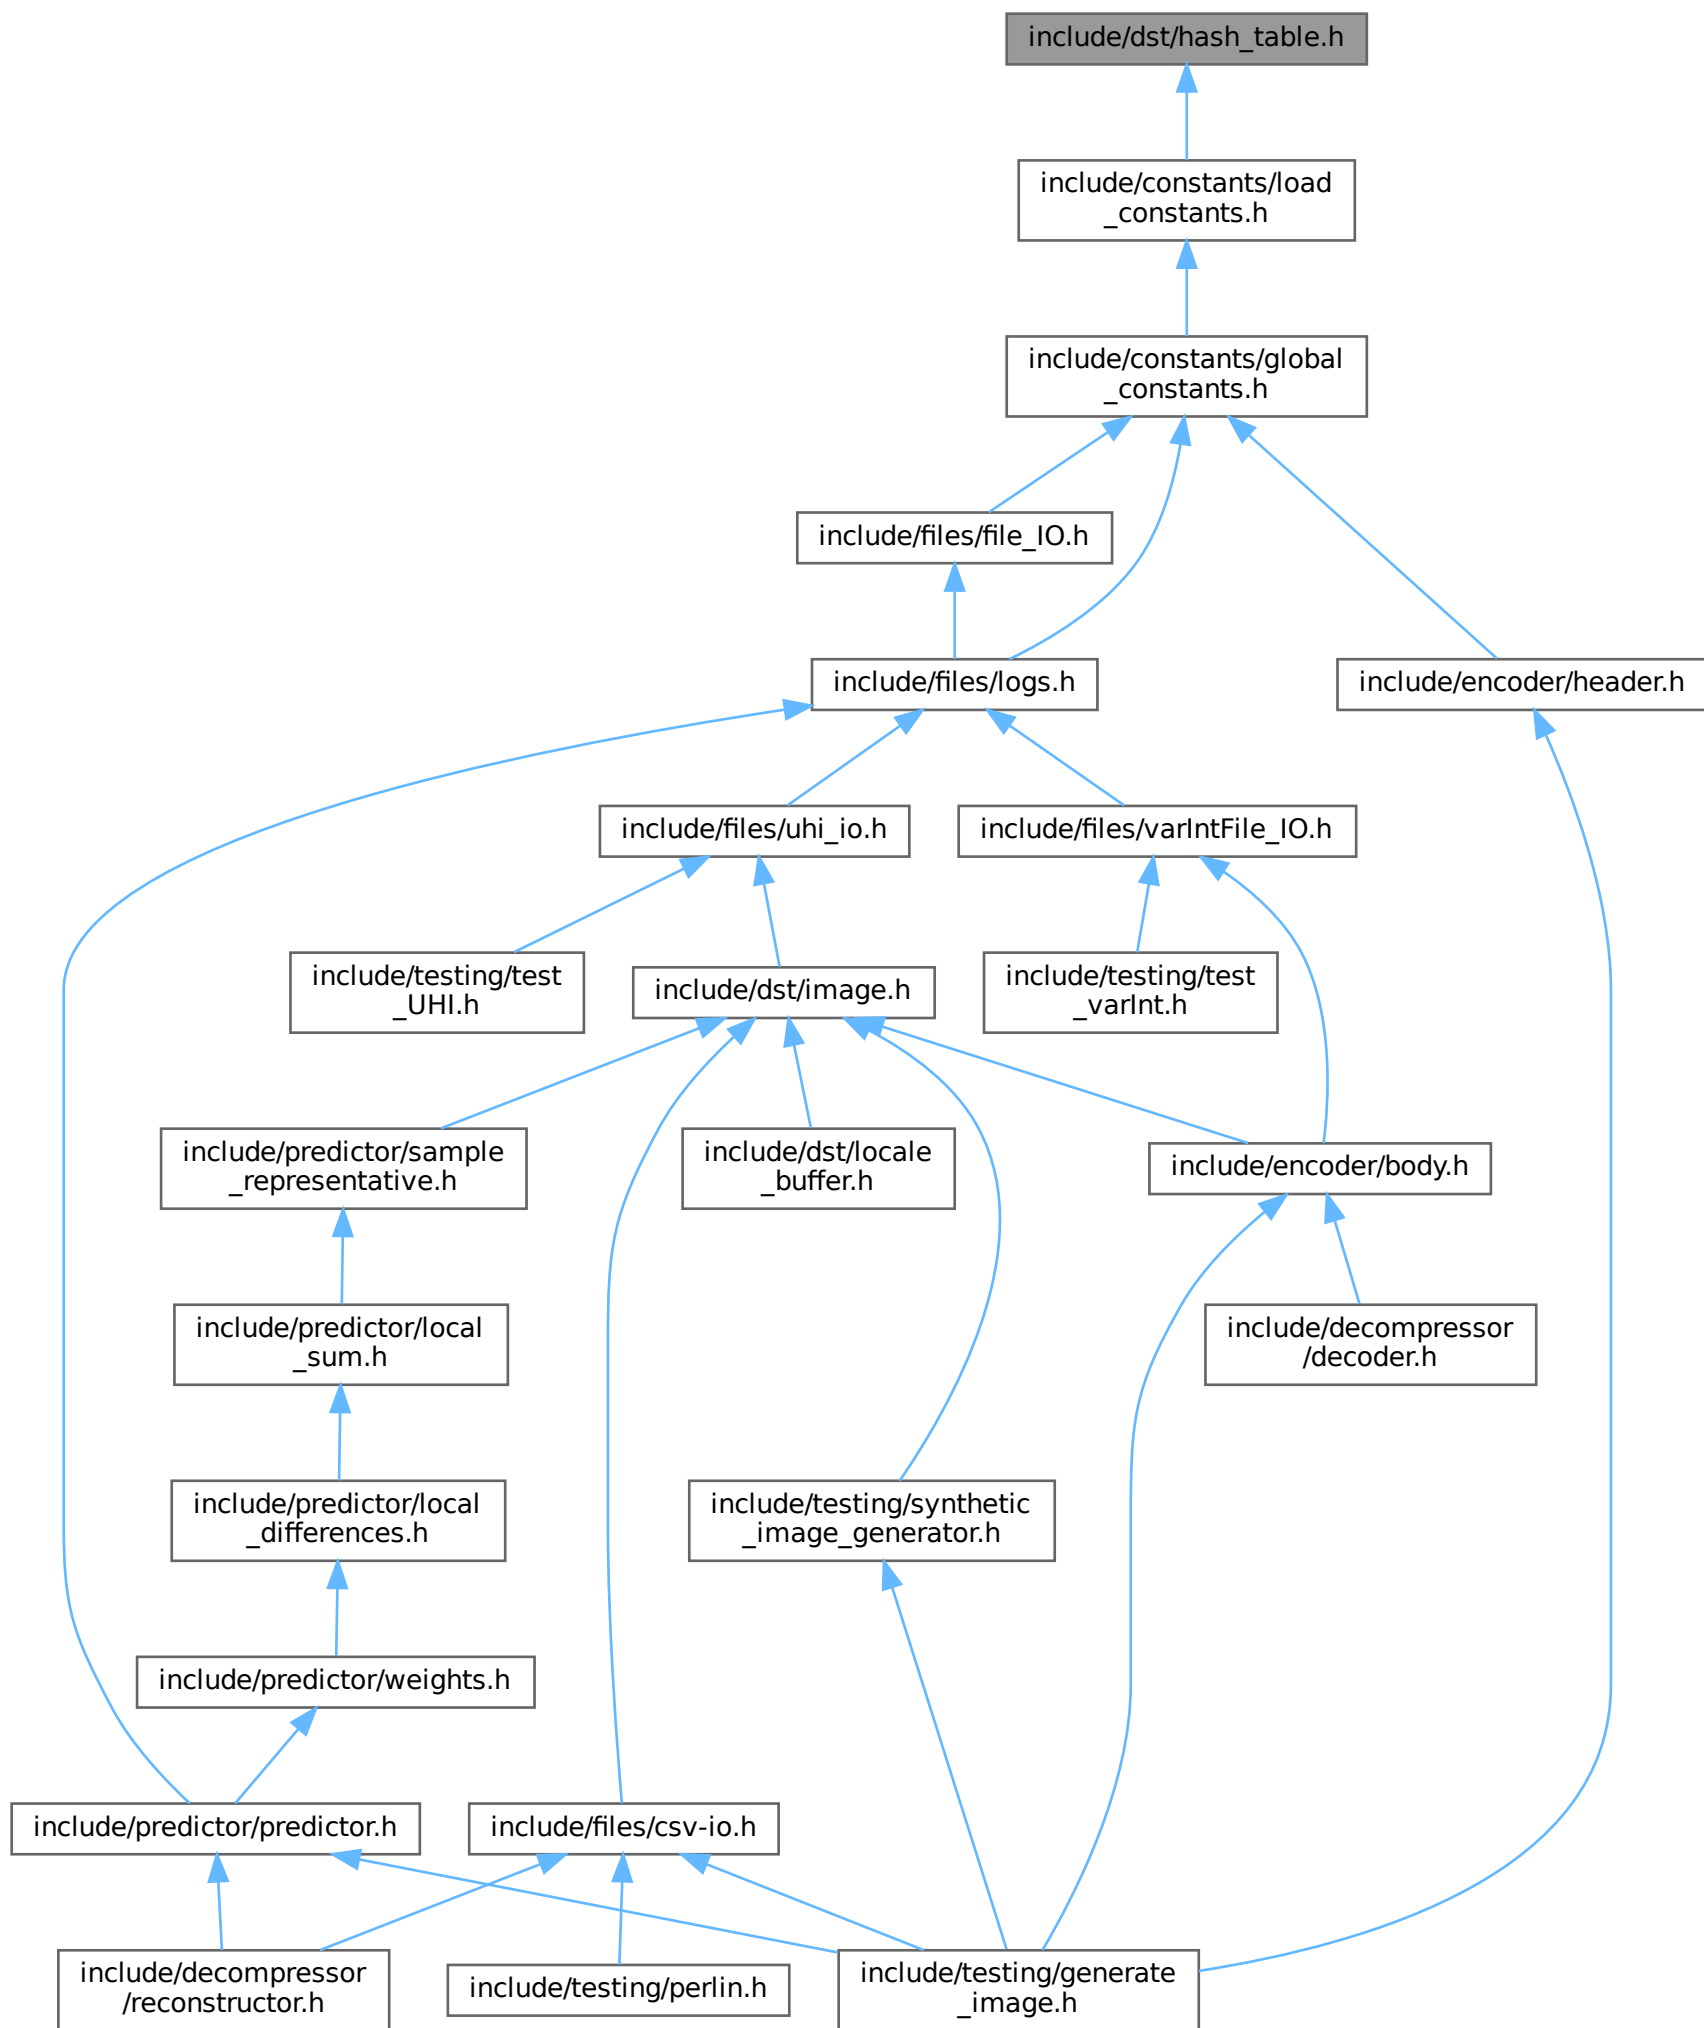 include/dst/hash_table.h
include/constants/load
_constants.h
include/constants/global
_constants.h
include/files/file_IO.h
include/files/logs.h
include/encoder/header.h
include/files/uhi_io.h
include/files/varIntFile_IO.h
include/testing/test
_UHI.h
include/dst/image.h
include/testing/test
_varInt.h
include/predictor/sample
_representative.h
include/dst/locale
_buffer.h
include/encoder/body.h
include/predictor/local
_sum.h
include/decompressor
/decoder.h
include/predictor/local
_differences.h
include/testing/synthetic
_image_generator.h
include/predictor/weights.h
include/predictor/predictor.h
include/files/csv-io.h
include/decompressor
/reconstructor.h
include/testing/perlin.h
include/testing/generate
_image.h